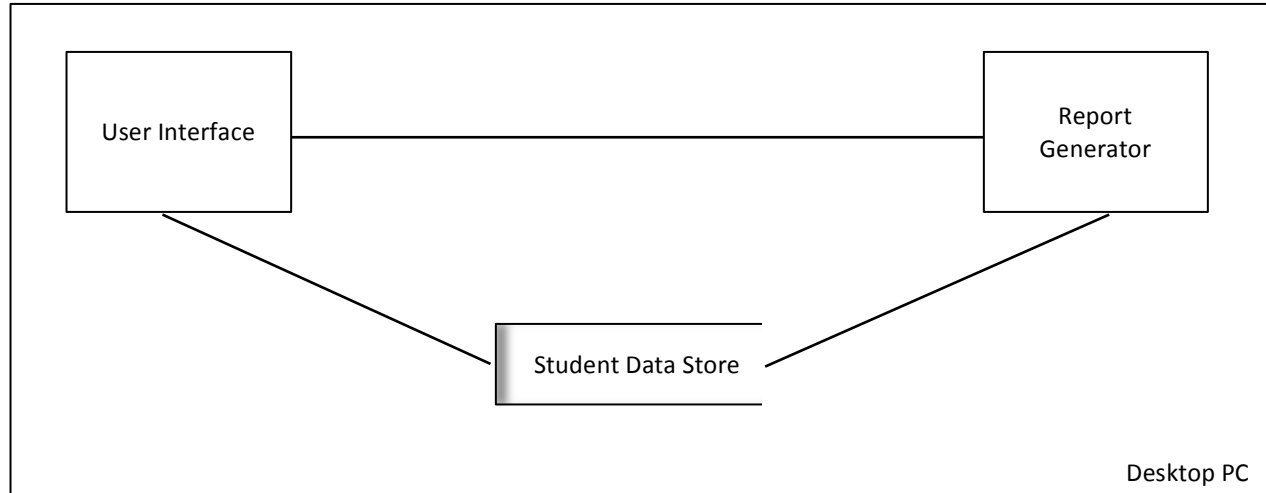 User Interface
Report
Generator
Student Data Store
Desktop PC